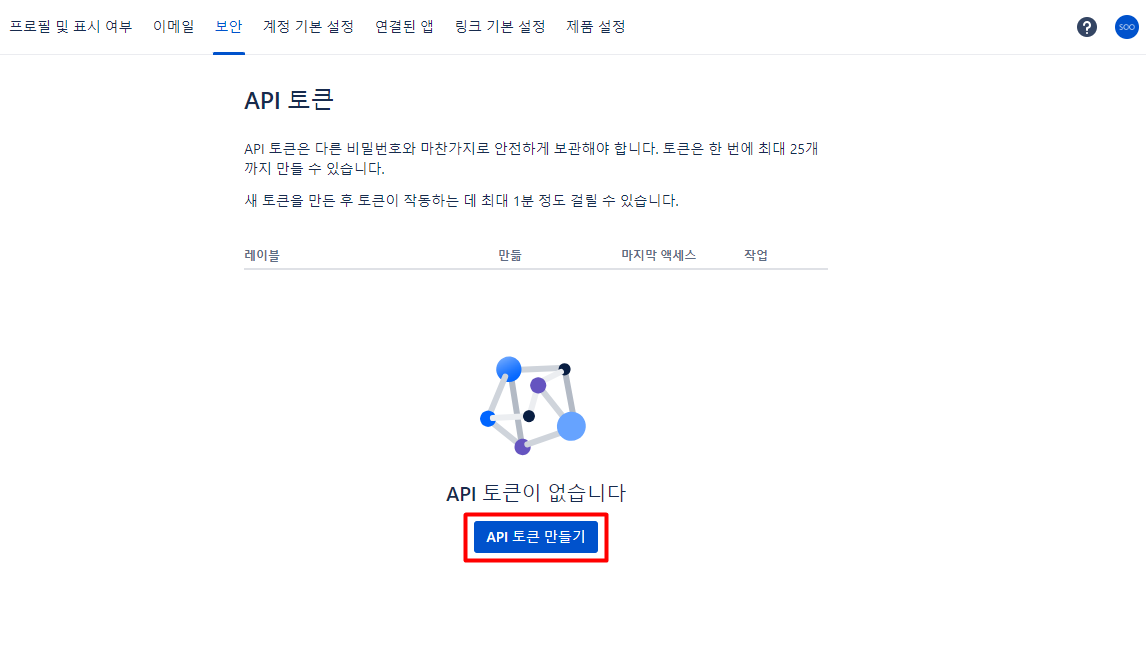 프로필 및 표시 여부 이메일 보안 계정 기본 설정 연결된 앱 링크 기본 설정 제품 설정 ? SOO
API 토큰
API 토큰은 다른 비밀번호와 마찬가지로 안전하게 보관해야 합니다. 토큰은 한 번에 최대 25개
까지 만들 수 있습니다.
새 토큰을 만든 후 토큰이 작동하는 데 최대 1분 정도 걸릴 수 있습니다.
레이블 만듦 마지막 액세스 작업
API 토큰이 없습니다
API 토큰 만들기